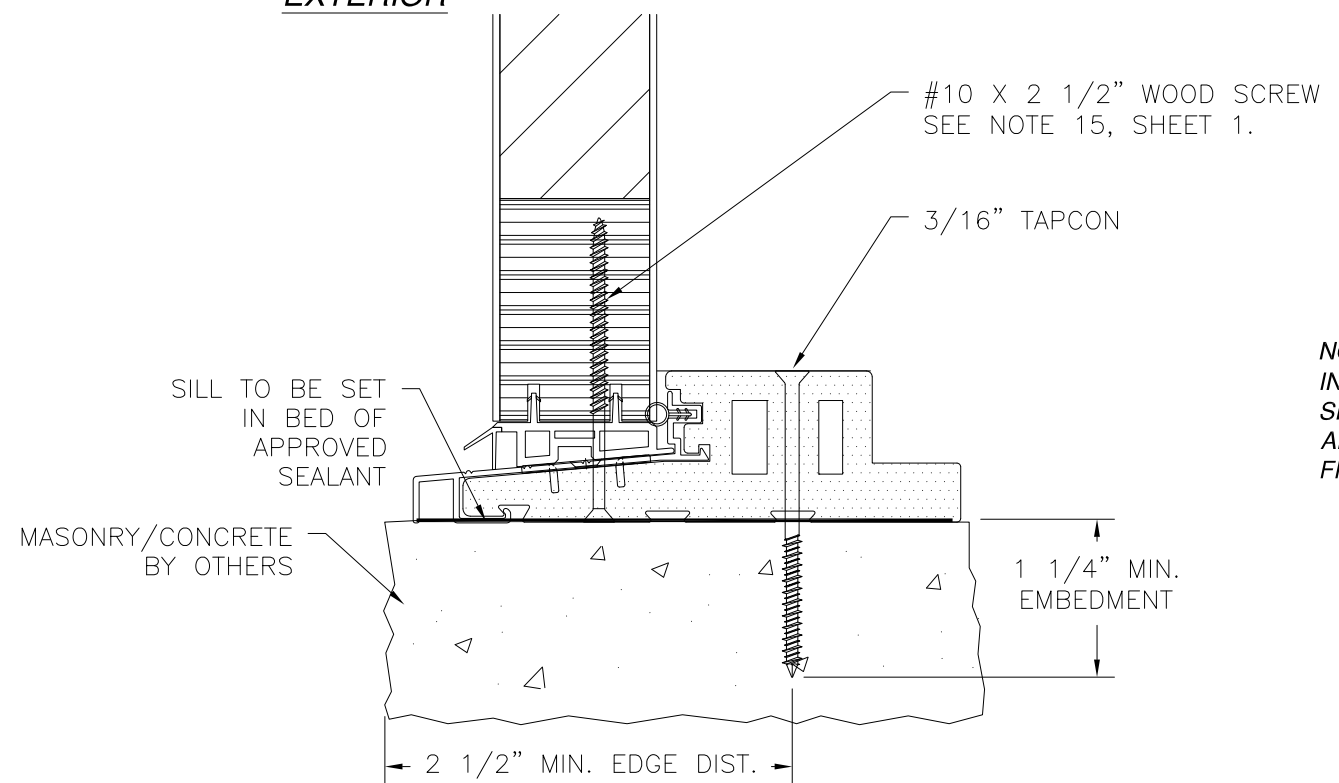 EXTERIOR
#10 X 2 1/2" WOOD SCREW
SEE NOTE 15, SHEET 1.
3/16" TAPCON
SILL TO BE SET
IN BED OF
APPROVED
SEALANT
MASONRY/CONCRETE
BY OTHERS
1 1/4" MIN.
EMBEDMENT
2 1/2" MIN. EDGE DIST.